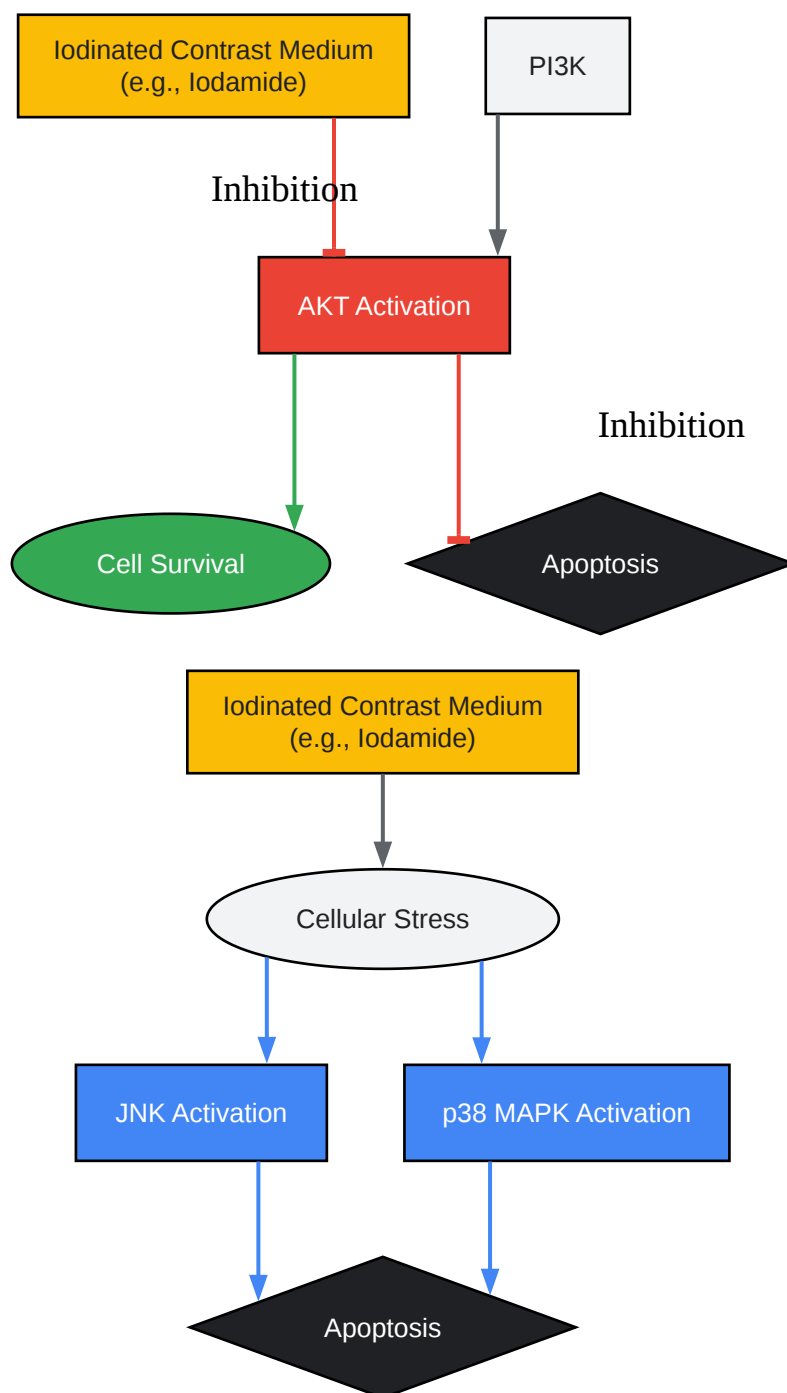 Iodinated Contrast Medium
(e.g., Iodamide)
PI3K
Inhibition
AKT Activation
Inhibition
Cell Survival
Apoptosis
Iodinated Contrast Medium
(e.g., Iodamide)
Cellular Stress
JNK Activation
p38 MAPK Activation
Apoptosis